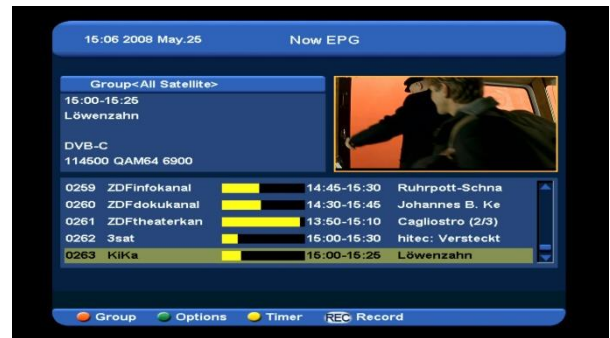 15:06 2008 May.25 Now EPG
Group<All Satellite>
15:00-15:25
Löwenzahn
DVB-C
114500 QAM64 6900
0259 ZDFinfokanal 14:45-15:30 Ruhrpott-Schna
0260 ZDFdokukanal 14:30-15:45 Johannes B. Ke
0261 ZDFtheaterkan 13:50-15:10 Cagliostro (2/3)
0262 3sat 15:00-15:30 hitec: Versteckt
0263 KiKa 15:00-15:25 Löwenzahn
Group Options Timer REC Record